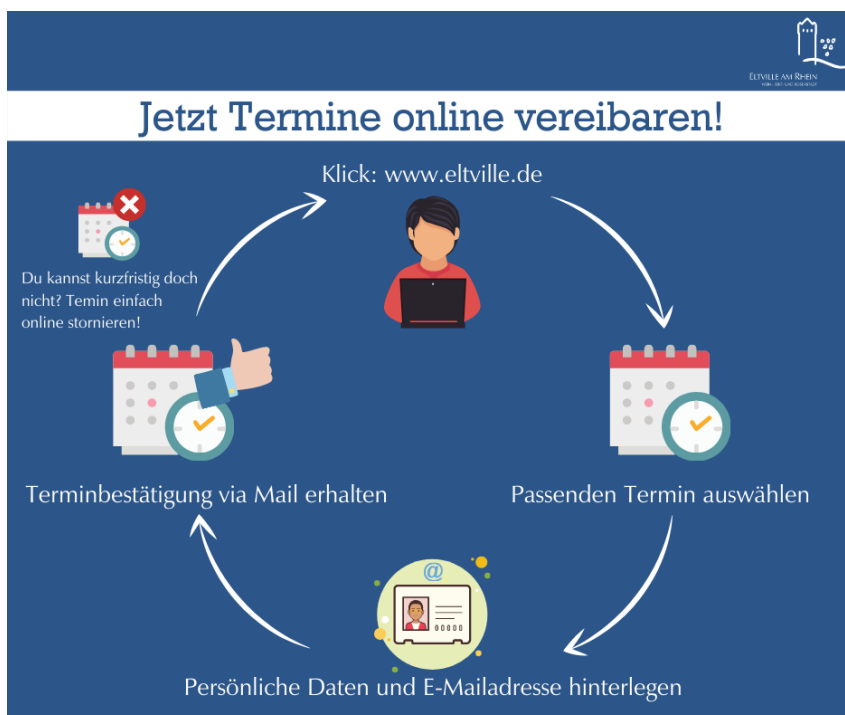 ELTVILLE AM RHEIN
Jetzt Termine online vereibaren!
Klick: www.eltville.de
Du kannst kurzfristig doch
nicht? Temin einfach
online stornieren!
Terminbestätigung via Mail erhalten
Passenden Termin auswählen
@
Persönliche Daten und E-Mailadresse hinterlegen